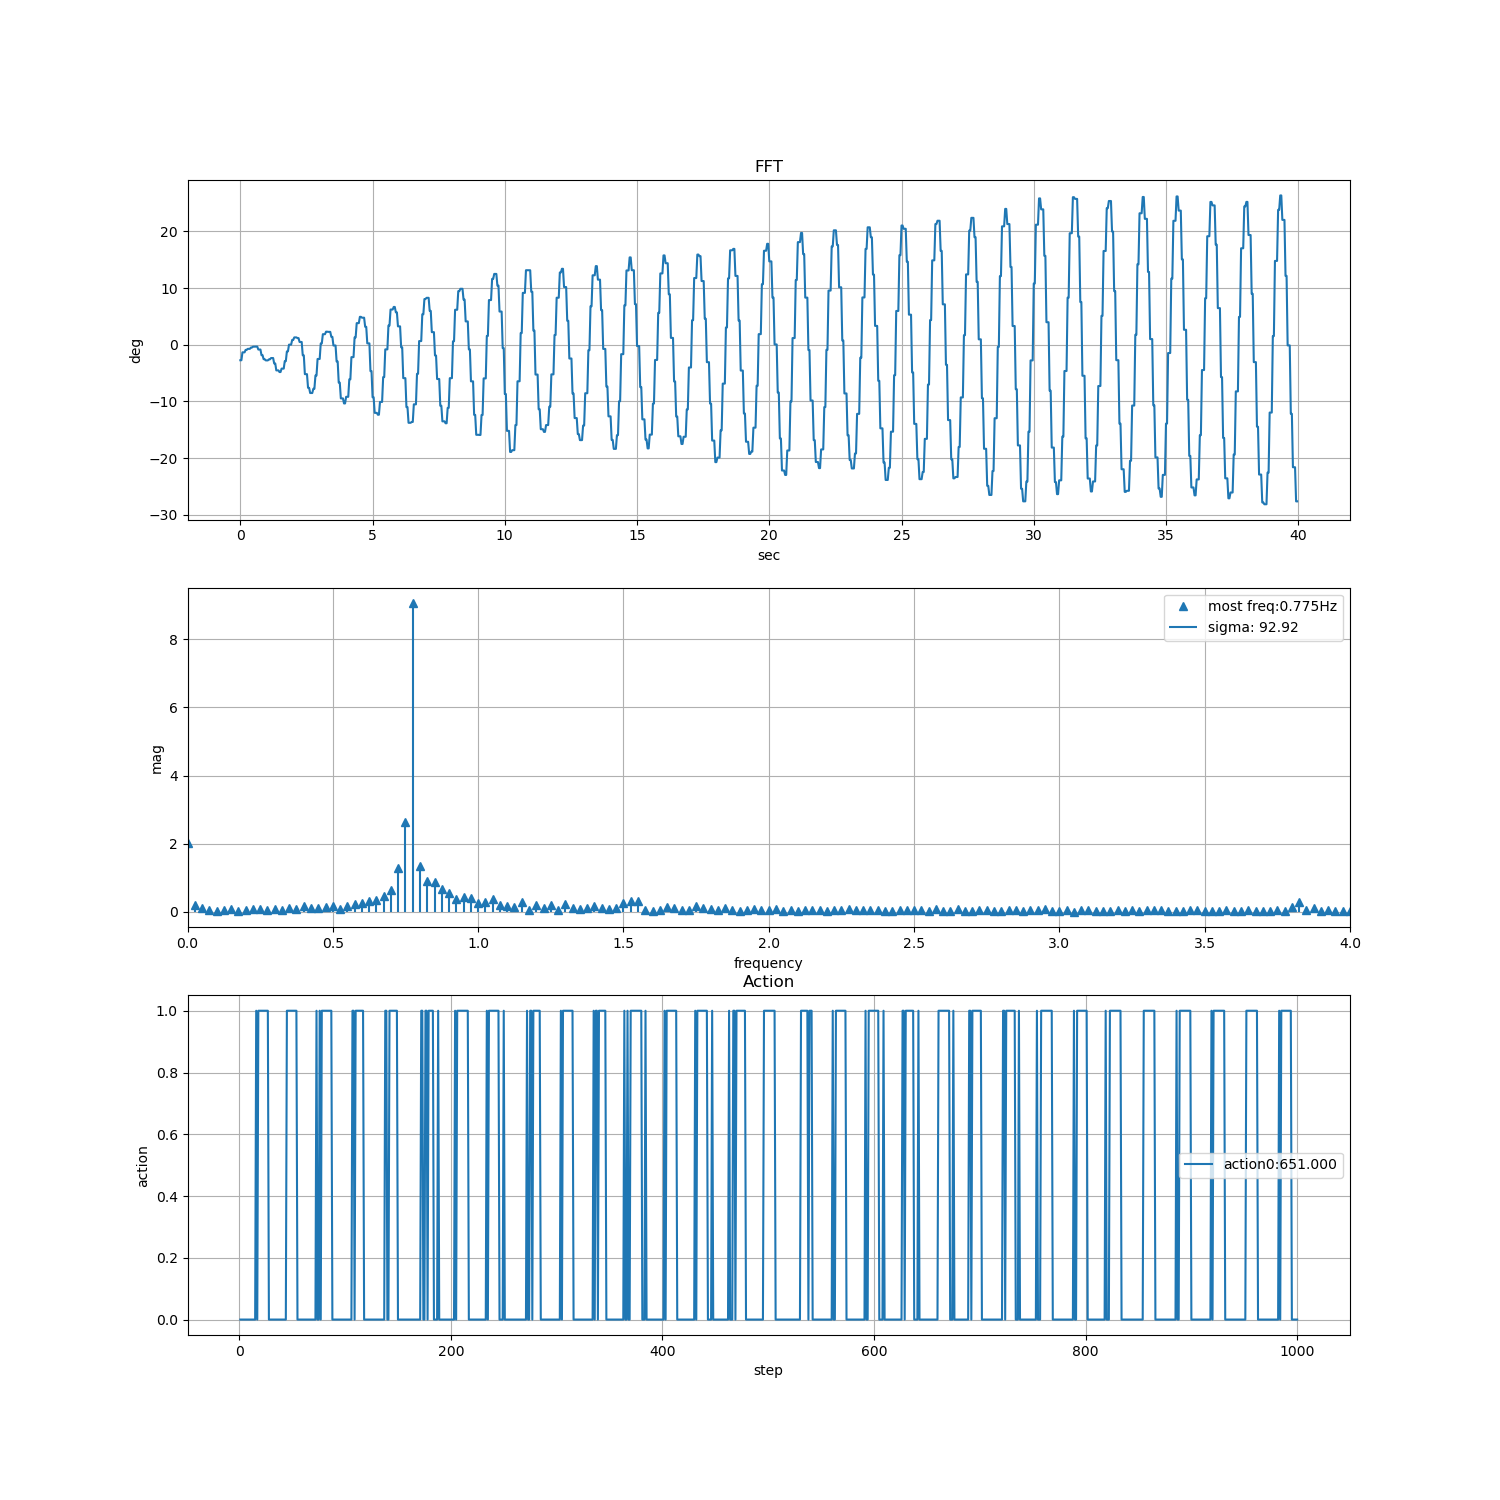 FFT
20
10
0
−10
−20
−30
deg
0 5 10 15 20 25 30 35 40
sec
most freq:0.775Hz
sigma: 92.92
8
6
4
2
0
mag
0.0 0.5 1.0 1.5 2.0 2.5 3.0 3.5 4.0
frequency
Action
1.0
0.8
0.6
0.4
0.2
0.0
action
action0:651.000
0 200 400 600 800 1000
step